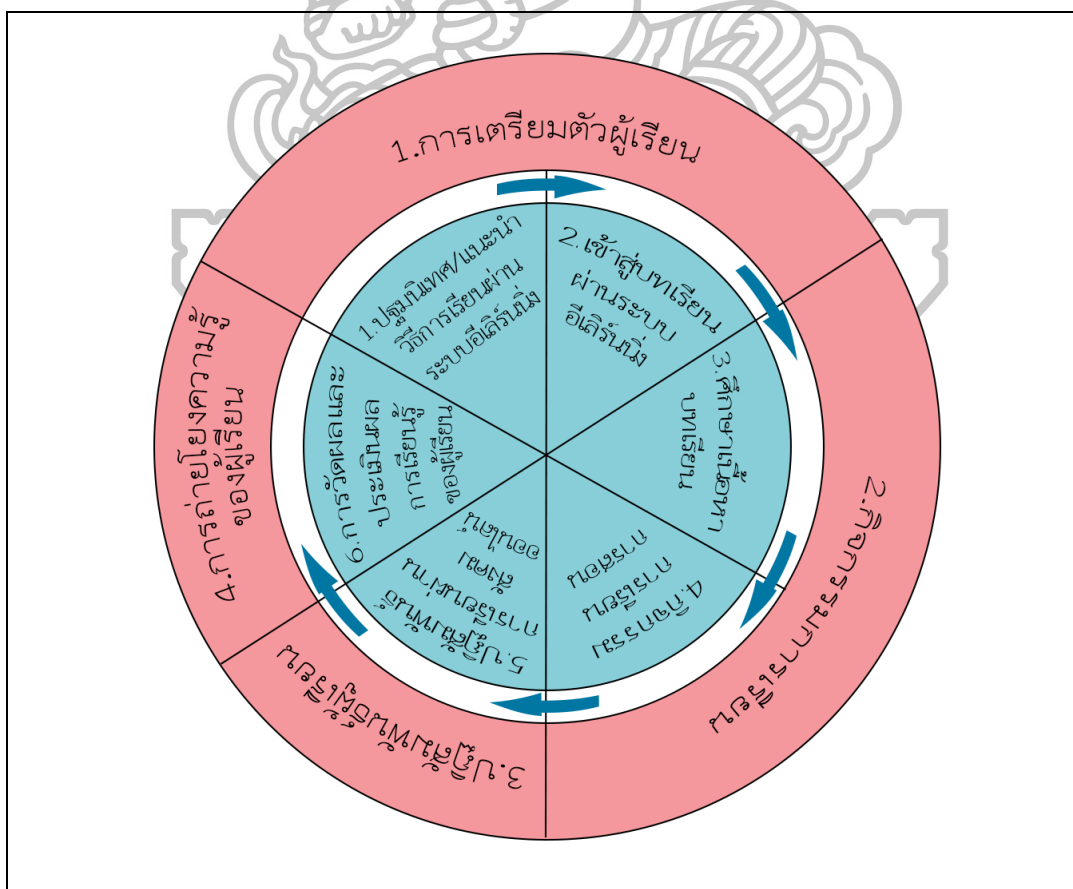 1.การเตรียมตัวผู้เรียน
2.กิจกรรมการเรียน
3.ปฏิสัมพันธ์ผู้เรียน
4.การถ่ายโยงความรู้
ของผู้เรียน
1.ปฐมนิเทศ/แนะนำ
วิธีการเรียนผ่าน
ระบบอีเลิร์นนิ่ง
2.เข้าสู่บทเรียน
ผ่านระบบ
อีเลิร์นนิ่ง
3.ศึกษาเนื้อหา
บทเรียน
4.กิจกรรม
การเรียน
การสอน
5.ปฏิสัมพันธ์
การเรียนผ่าน
สังคม
ออนไลน์
6.การวัดผลและ
ประเมินผล
การเรียนรู้
ของผู้เรียน